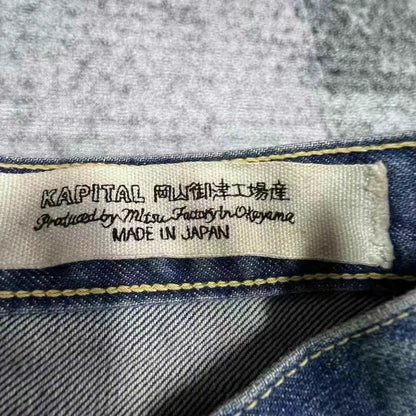 KAPITAL 岡山御津工場産
Produced by Mitsu Factory in Okayama
MADE IN JAPAN